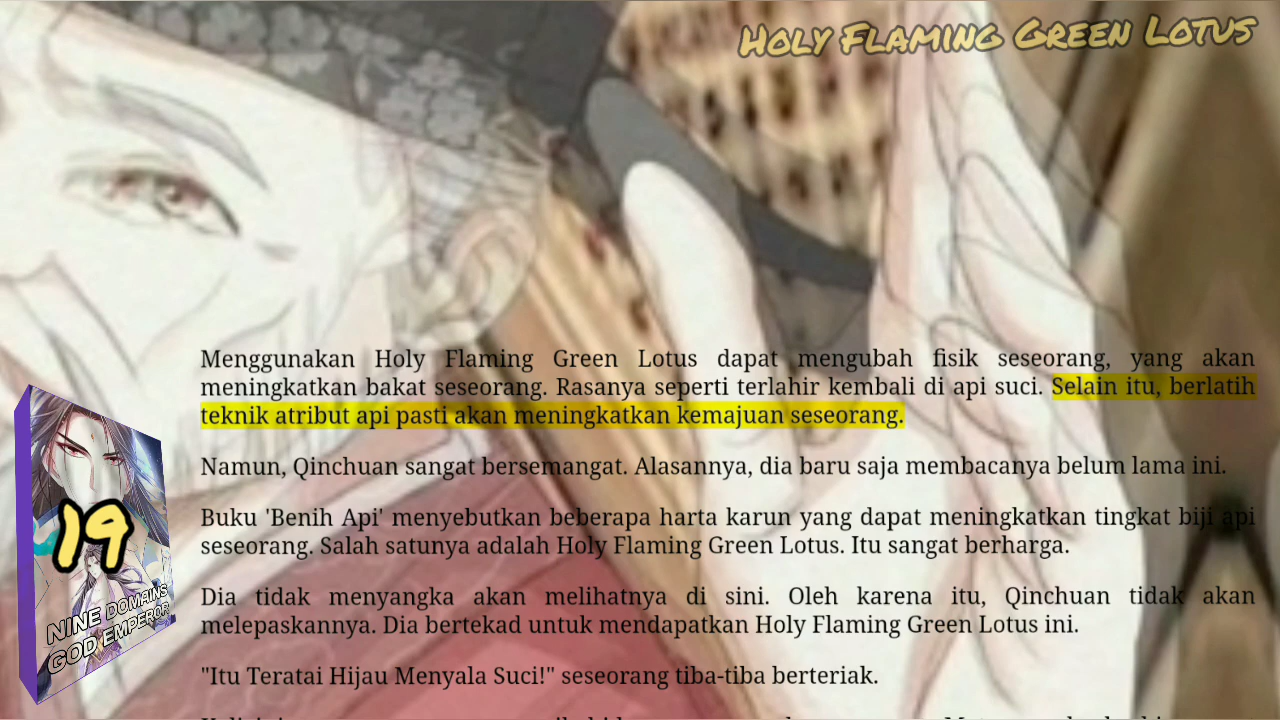 Holy Flaming Green Lotus
Menggunakan Holy Flaming Green Lotus dapat mengubah fisik seseorang, yang akan
meningkatkan bakat seseorang. Rasanya seperti terlahir kembali di api suci. Selain itu, berlatih
teknik atribut api pasti akan meningkatkan kemajuan seseorang.
Namun, Qinchuan sangat bersemangat. Alasannya, dia baru saja membacanya belum lama ini.
Buku 'Benih Api' menyebutkan beberapa harta karun yang dapat meningkatkan tingkat biji api
seseorang. Salah satunya adalah Holy Flaming Green Lotus. Itu sangat berharga.
Dia tidak menyangka akan melihatnya di sini. Oleh karena itu, Qinchuan tidak akan
melepaskannya. Dia bertekad untuk mendapatkan Holy Flaming Green Lotus ini.
"Itu Teratai Hijau Menyala Suci!" seseorang tiba-tiba berteriak.
19
NINE DOMAINS
GOD EMPEROR